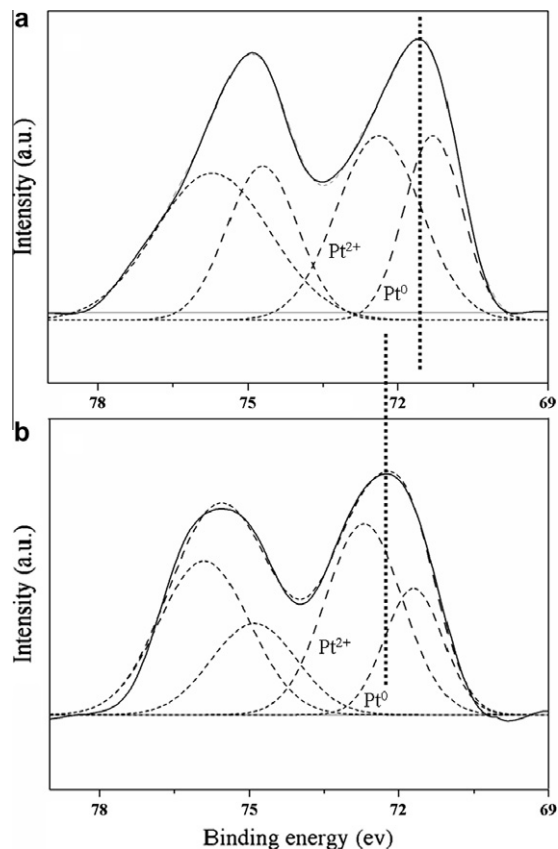 a
Intensity (a.u.)
Pt2+
Pt0
78 75 72 69
b
Intensity (a.u.)
Pt2+
Pt0
78 75 72 69
Binding energy (ev)